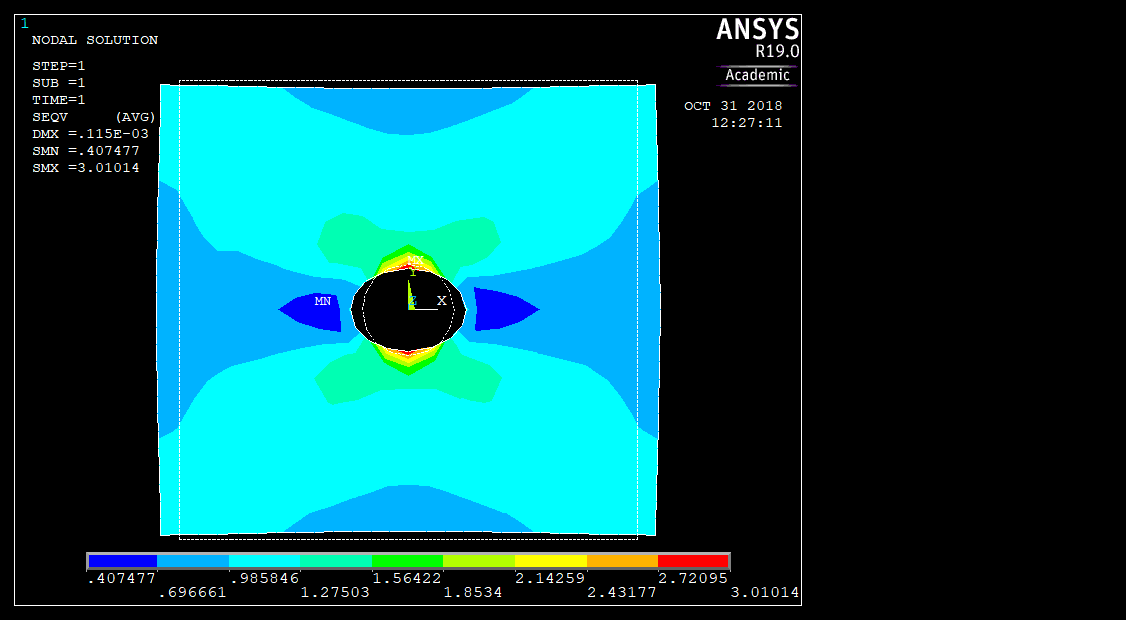 1
NODAL SOLUTION
STEP=1
SUB =1
TIME=1
SEQV (AVG)
DMX =.115E-03
SMN =.407477
SMX =3.01014
ANSYS
R19.0
Academic
OCT 31 2018
12:27:11
MX
Y
MN
Z X
.407477 .985846 1.56422 2.14259 2.72095
.696661 1.27503 1.8534 2.43177 3.01014